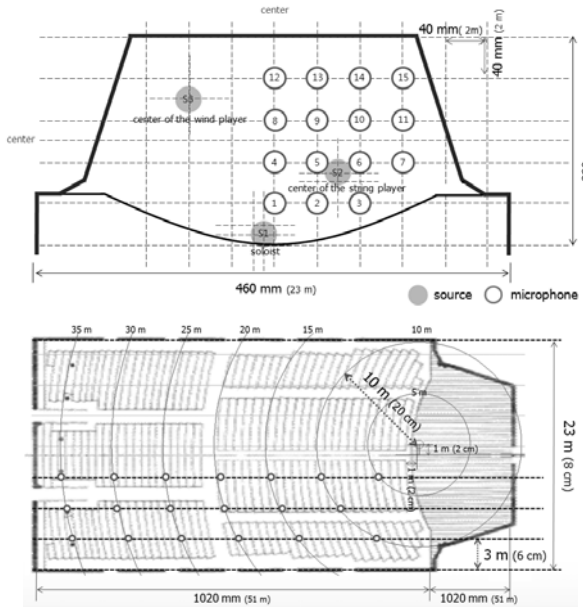 center
40 mm( 2m)
40 mm (2 m)
12
13
14
15
S3
center of the wind player
8
9
10
11
center
4
5
6
7
S2
center of the string player
1
2
3
S1
soloist
460 mm (23 m)
source
microphone
35 m
30 m
25 m
20 m
15 m
10 m
5 m
10 m
(20 cm)
1 m (2 cm)
1 m (2 cm)
23 m
(8 cm)
3 m (6 cm)
1020 mm (51 m)
1020 mm (51 m)